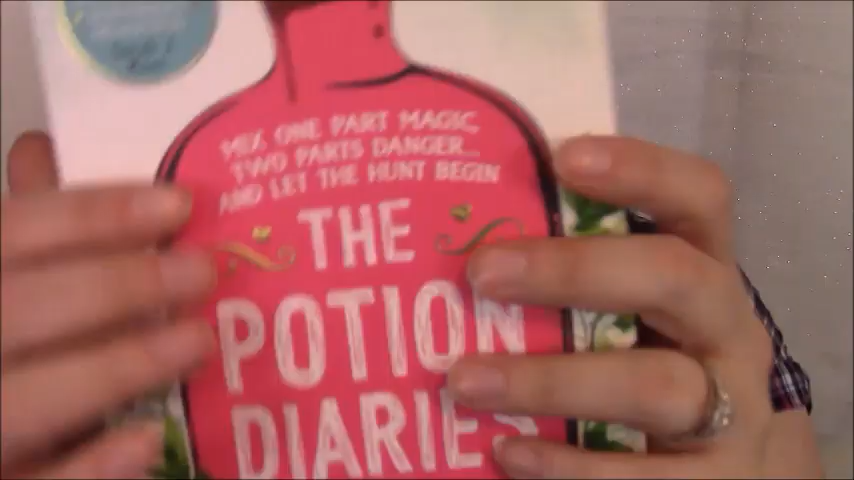 MIX ONE PART MAGIC,
TWO PARTS DANGER...
AND LET THE HUNT BEGIN
THE
POTION
DIARIES